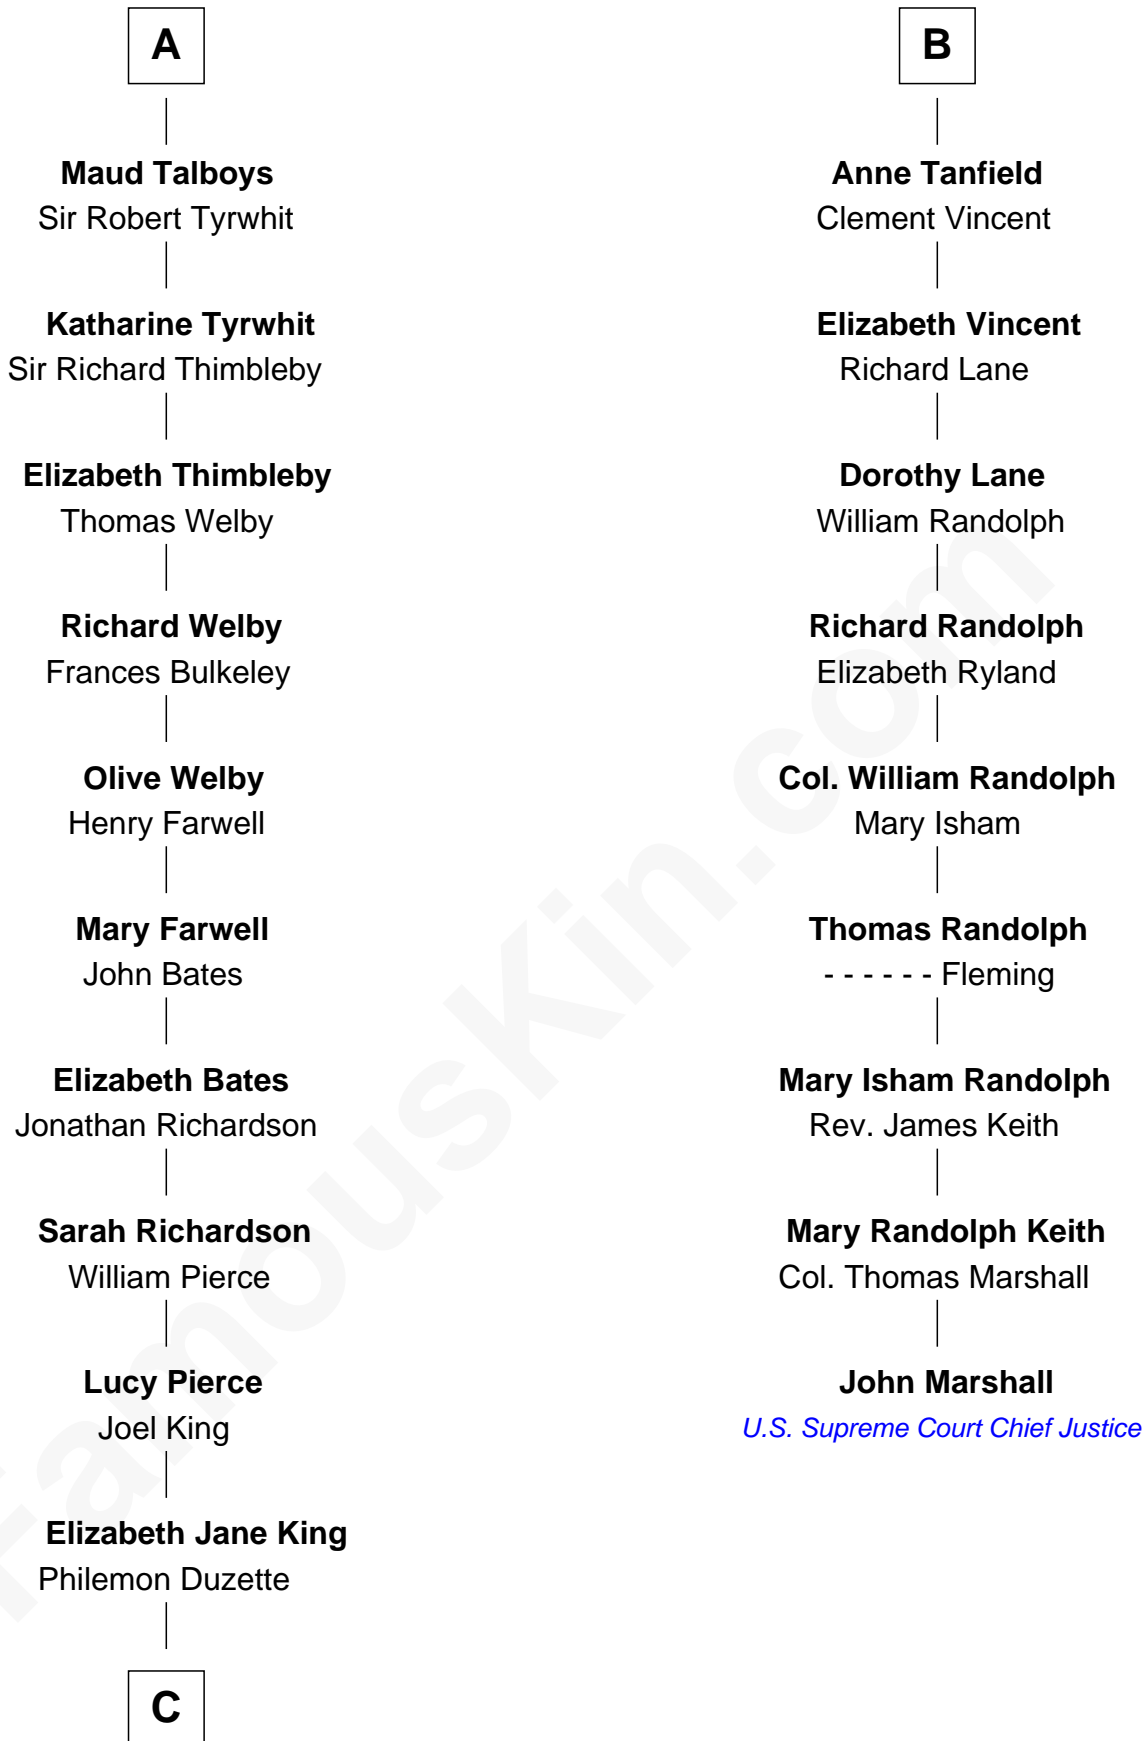 A
Maud Talboys
Sir Robert Tyrwhit
Katharine Tyrwhit
Sir Richard Thimbleby
Elizabeth Thimbleby
Thomas Welby
Richard Welby
Frances Bulkeley
Olive Welby
Henry Farwell
Mary Farwell
John Bates
Elizabeth Bates
Jonathan Richardson
Sarah Richardson
William Pierce
Lucy Pierce
Joel King
Elizabeth Jane King
Philemon Duzette
C
B
Anne Tanfield
Clement Vincent
Elizabeth Vincent
Richard Lane
Dorothy Lane
William Randolph
Richard Randolph
Elizabeth Ryland
Col. William Randolph
Mary Isham
Thomas Randolph
- - - - - - Fleming
Mary Isham Randolph
Rev. James Keith
Mary Randolph Keith
Col. Thomas Marshall
John Marshall
U.S. Supreme Court Chief Justice
FamousKin.com